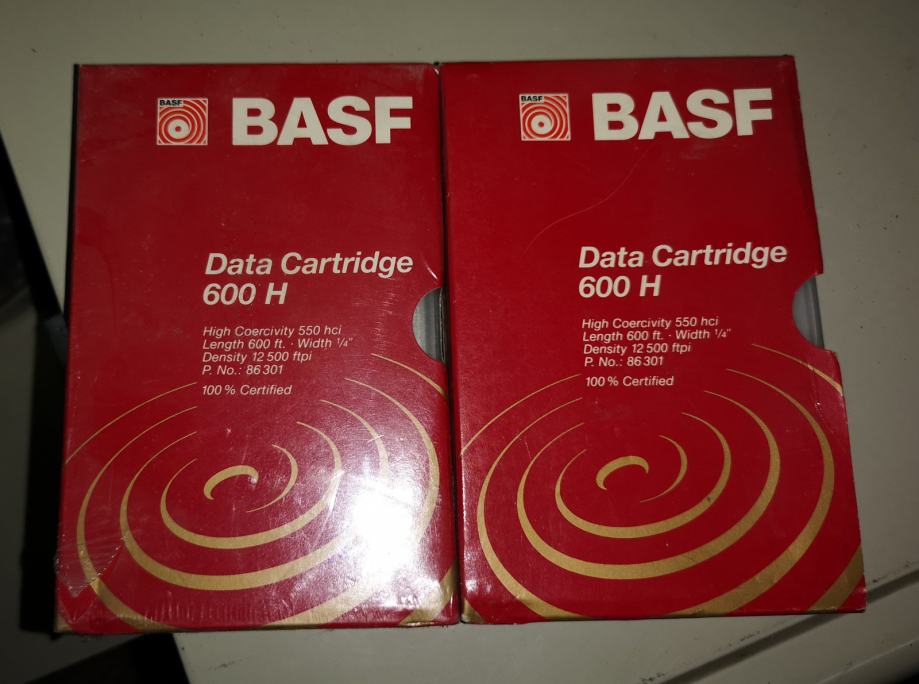 BASF
BASF
Data Cartridge
600 H
High Coercivity 550 hci
Length 600 ft. · Width ¼"
Density 12 500 ftpi
P. No.: 86 301
100 % Certified
BASF
BASF
Data Cartridge
600 H
High Coercivity 550 hci
Length 600 ft. · Width ¼"
Density 12 500 ftpi
P. No.: 86 301
100 % Certified